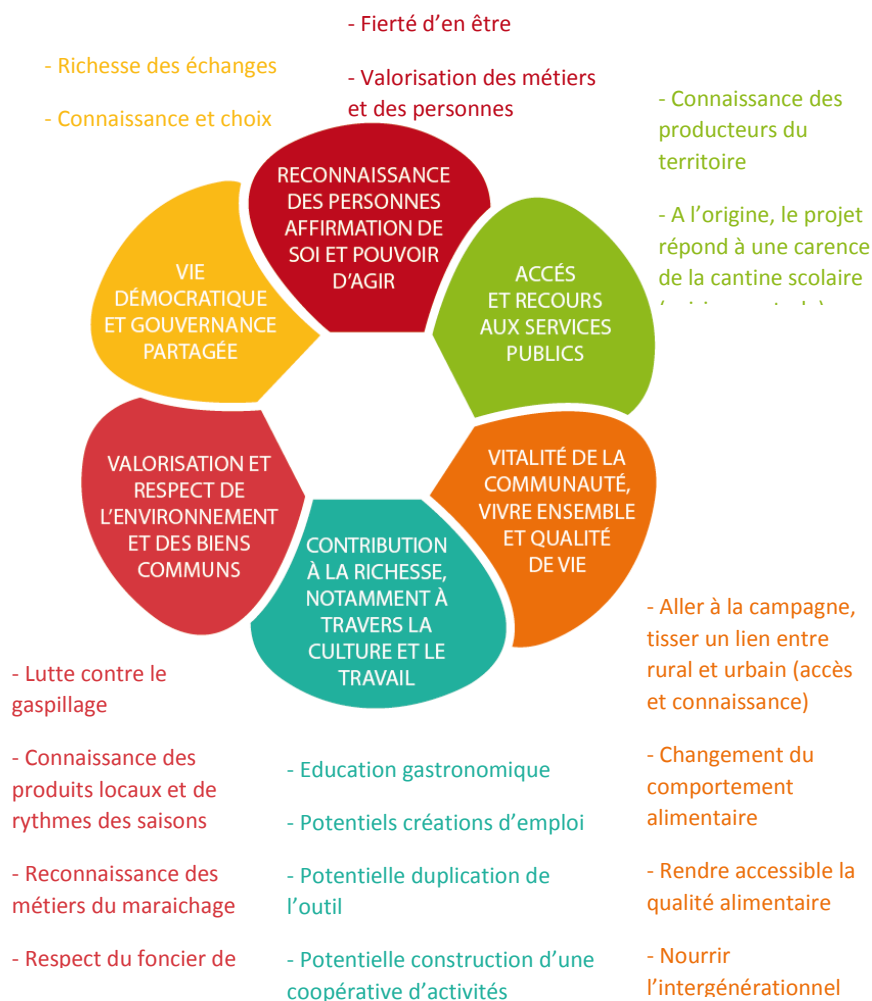 - Fierté d'en être
- Valorisation des métiers
et des personnes
- Richesse des échanges
- Connaissance et choix
- Connaissance des
producteurs du
territoire
- A l'origine, le projet
répond à une carence
de la cantine scolaire
RECONNAISSANCE
DES PERSONNES
AFFIRMATION DE
SOI ET POUVOIR
D'AGIR
VIE
DÉMOCRATIQUE
ET GOUVERNANCE
PARTAGÉE
ACCÉS
ET RECOURS
AUX SERVICES
PUBLICS
VALORISATION ET
RESPECT DE
L'ENVIRONNEMENT
ET DES BIENS
COMMUNS
VITALITÉ DE LA
COMMUNAUTÉ,
VIVRE ENSEMBLE
ET QUALITÉ
DE VIE
CONTRIBUTION
À LA RICHESSE,
NOTAMMENT À
TRAVERS LA
CULTURE ET LE
TRAVAIL
- Lutte contre le
gaspillage
- Connaissance des
produits locaux et de
rythmes des saisons
- Reconnaissance des
métiers du maraichage
- Respect du foncier de
- Education gastronomique
- Potentiels créations d'emploi
- Potentielle duplication de
l'outil
- Potentielle construction d'une
coopérative d'activités
- Aller à la campagne,
tisser un lien entre
rural et urbain (accès
et connaissance)
- Changement du
comportement
alimentaire
- Rendre accessible la
qualité alimentaire
- Nourrir
l'intergénérationnel